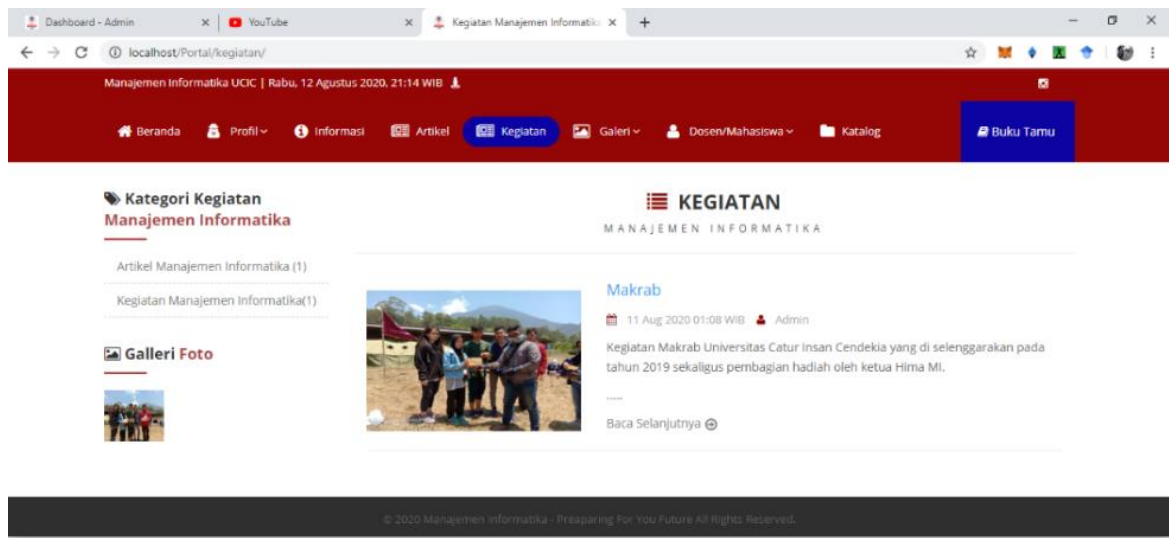 Dashboard - Admin
YouTube
Kegiatan Manajemen Informatik
localhost/Portal/kegiatan/
Manajemen Informatika UCIC | Rabu, 12 Agustus 2020, 21:14 WIB
Beranda
Profil
Informasi
Artikel
Kegiatan
Galeri
Dosen/Mahasiswa
Katalog
Buku Tamu
Kategori Kegiatan
Manajemen Informatika
Artikel Manajemen Informatika (1)
Kegiatan Manajemen Informatika(1)
Galleri Foto
KEGIATAN
MANAJEMEN INFORMATIKA
Makrab
11 Aug 2020 01:08 WIB Admin
Kegiatan Makrab Universitas Catur Insan Cendekia yang di selenggarakan pada
tahun 2019 sekaligus pembagian hadiah oleh ketua Hima MI.
.....
Baca Selanjutnya
© 2020 Manajemen Informatika - Preaparing For You Future All Rights Reserved.